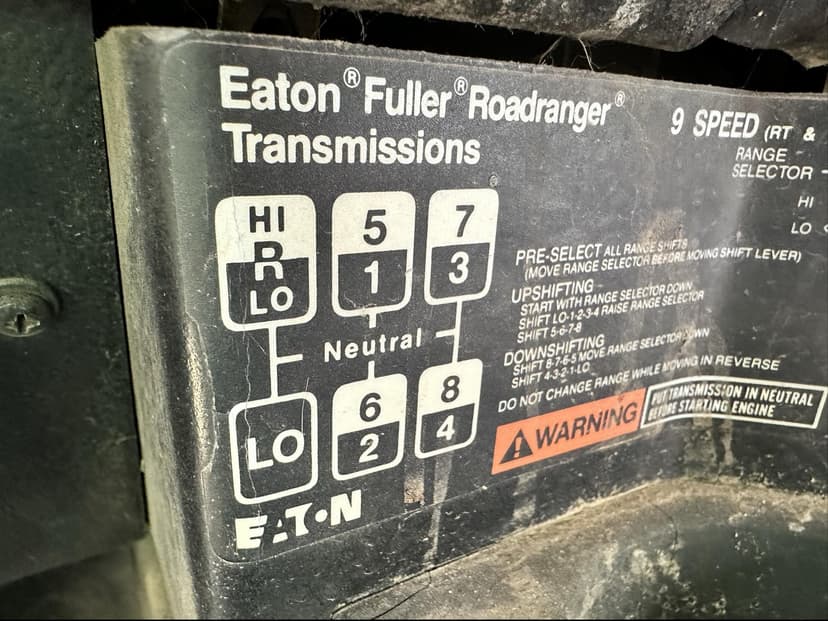 Eaton® Fuller® Roadranger®
Transmissions
9 SPEED (RT &
RANGE
SELECTOR
HI
LO
HI
R
LO
5
1
7
3
Neutral
LO
6
2
8
4
EATON
PRE-SELECT ALL RANGE SHIFTS
(MOVE RANGE SELECTOR BEFORE MOVING SHIFT LEVER)
UPSHIFTING –
START WITH RANGE SELECTOR DOWN
SHIFT LO-1-2-3-4 RAISE RANGE SELECTOR
SHIFT 5-6-7-8
DOWNSHIFTING
SHIFT 8-7-6-5 MOVE RANGE SELECTOR DOWN
SHIFT 4-3-2-1-LO
DO NOT CHANGE RANGE WHILE MOVING IN REVERSE
WARNING
PUT TRANSMISSION IN NEUTRAL
BEFORE STARTING ENGINE